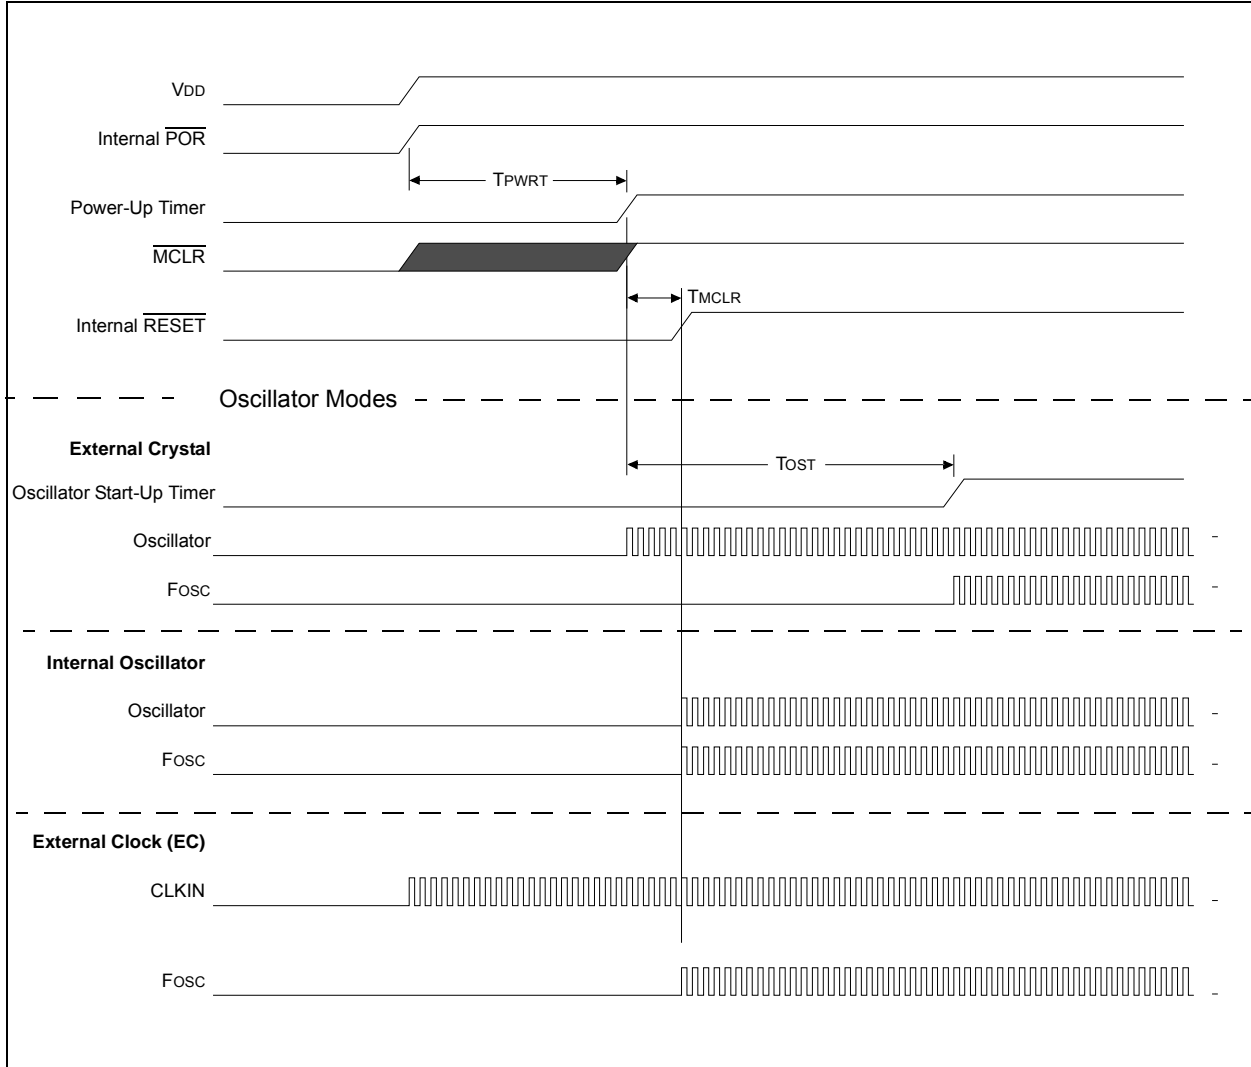 VDD
Internal POR
TPWRT
Power-Up Timer
MCLR
TMCLR
Internal RESET
Oscillator Modes
External Crystal
TOST
Oscillator Start-Up Timer
Oscillator
FOSC
Internal Oscillator
Oscillator
FOSC
External Clock (EC)
CLKIN
FOSC